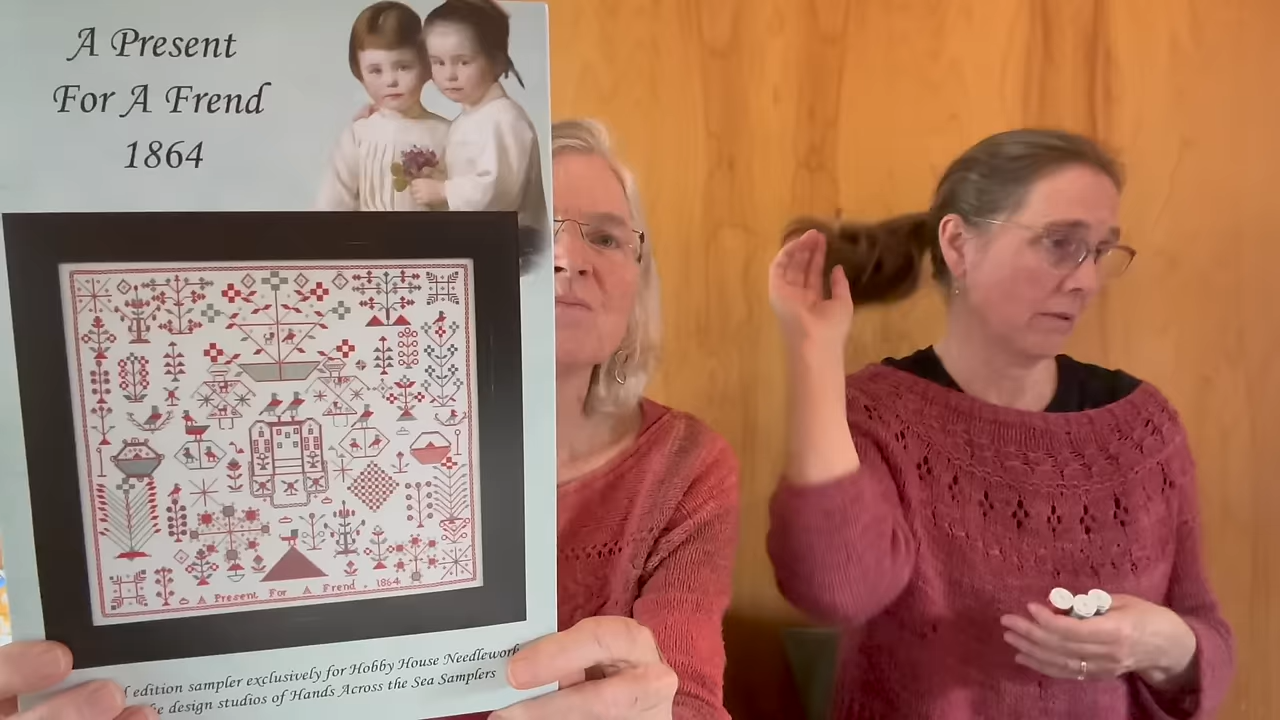 A Present
For A Frend
1864
A Present For A Frend . 1864
edition sampler exclusively for Hobby House Needlework
design studios of Hands Across the Sea Samplers